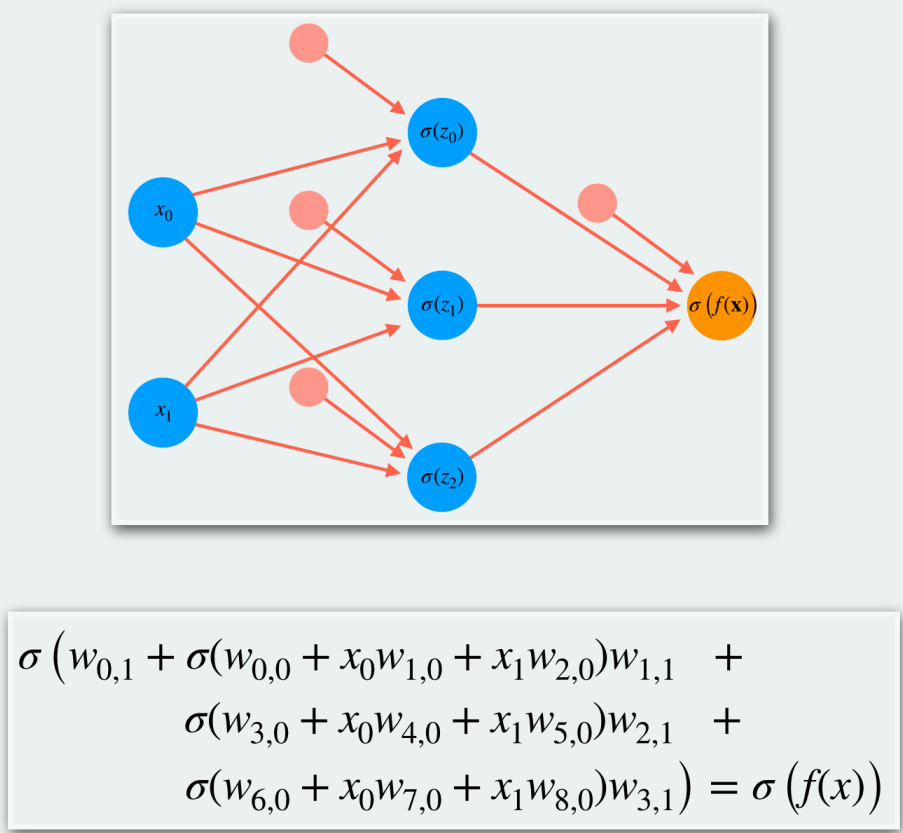 σ(z₀)
x₀
σ(z₁)
σ (f(𝐱))
x₁
σ(z₂)
σ (w₀,₁ + σ(w₀,₀ + x₀w₁,₀ + x₁w₂,₀)w₁,₁ +
σ(w₃,₀ + x₀w₄,₀ + x₁w₅,₀)w₂,₁ +
σ(w₆,₀ + x₀w₇,₀ + x₁w₈,₀)w₃,₁) = σ (f(x))